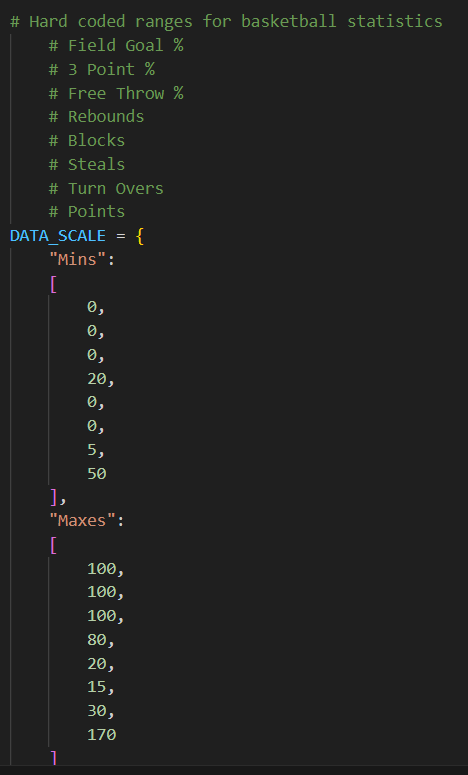 # Hard coded ranges for basketball statistics
    # Field Goal %
    # 3 Point %
    # Free Throw %
    # Rebounds
    # Blocks
    # Steals
    # Turn Overs
    # Points
DATA_SCALE = {
    "Mins":
    [
        0,
        0,
        0,
        20,
        0,
        0,
        5,
        50
    ],
    "Maxes":
    [
        100,
        100,
        100,
        80,
        20,
        15,
        30,
        170
    ]